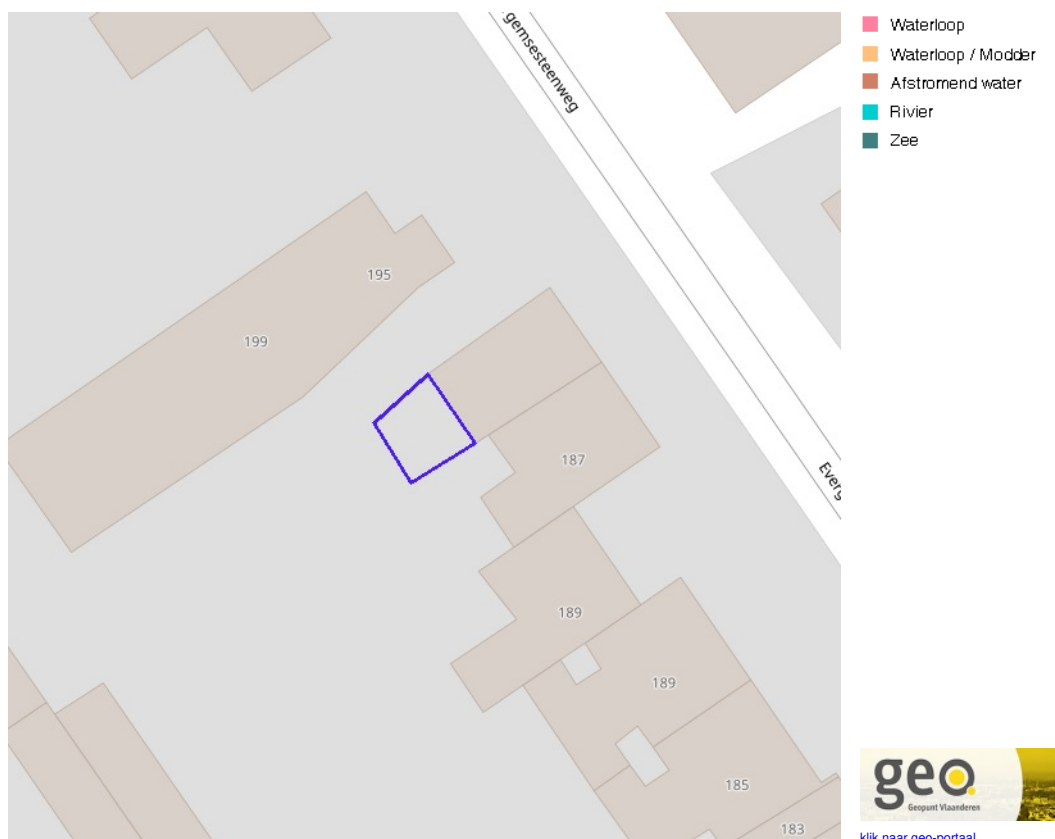 gemsesteenweg
Everg
195
199
187
189
189
185
183
Waterloop
Waterloop / Modder
Afstromend water
Rivier
Zee
geo
Geopunt Vlaanderen
klik naar geo-portaal